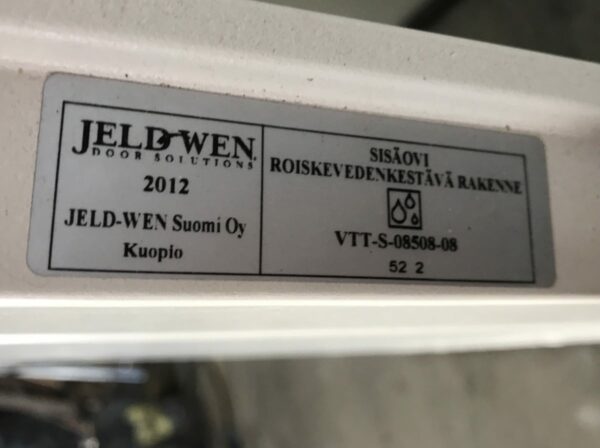 JELD-WEN
DOOR SOLUTIONS
2012
JELD-WEN Suomi Oy
Kuopio
SISÄOVI
ROISKEVEDENKESTÄVÄ RAKENNE
VTT-S-08508-08
52 2